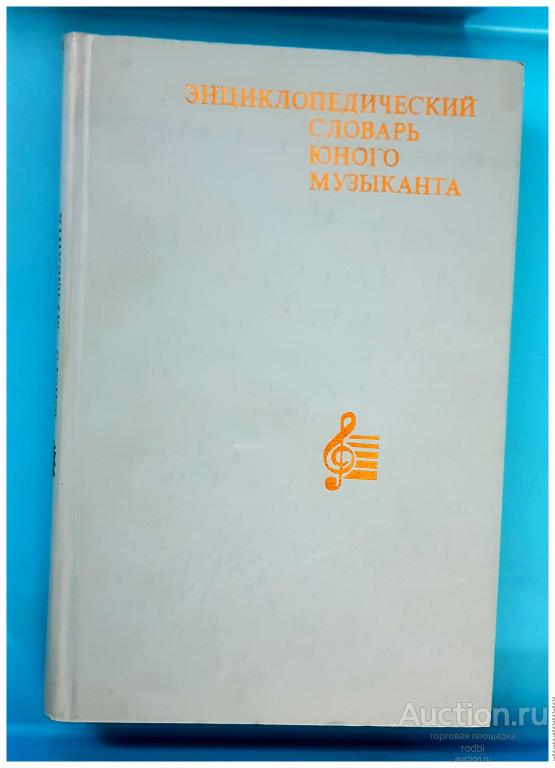 ЭНЦИКЛОПЕДИЧЕСКИЙ
СЛОВАРЬ
ЮНОГО
МУЗЫКАНТА
Auction.ru
торговая площадка
rodbi
auction.ru